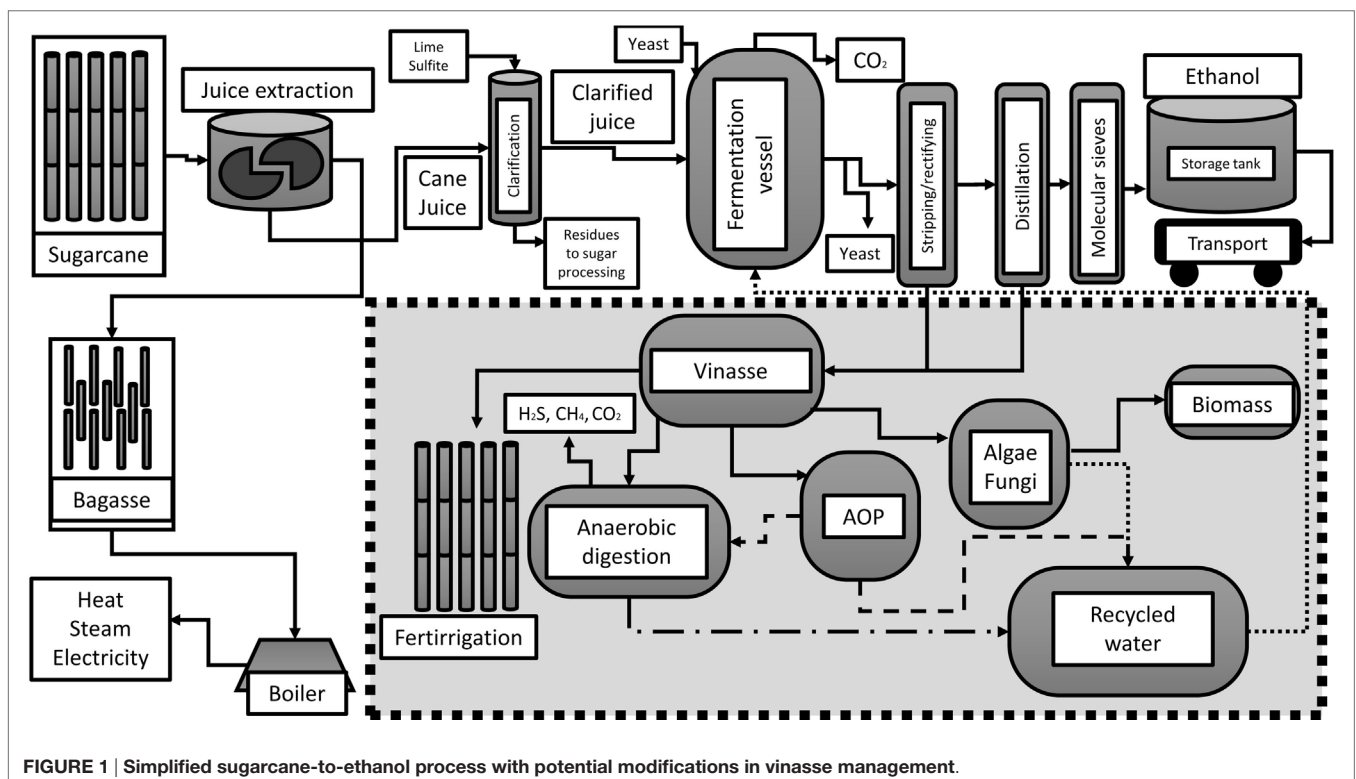 Sugarcane
Juice extraction
Lime
Sulfite
Cane
Juice
Clarification
Clarified
juice
Residues
to sugar
processing
Yeast
Fermentation
vessel
CO₂
Yeast
Stripping/rectifying
Distillation
Molecular sieves
Ethanol
Storage tank
Transport
Bagasse
Heat
Steam
Electricity
Boiler
Vinasse
H₂S, CH₄, CO₂
Fertirrigation
Anaerobic
digestion
AOP
Algae
Fungi
Biomass
Recycled
water
FIGURE 1 | Simplified sugarcane-to-ethanol process with potential modifications in vinasse management.